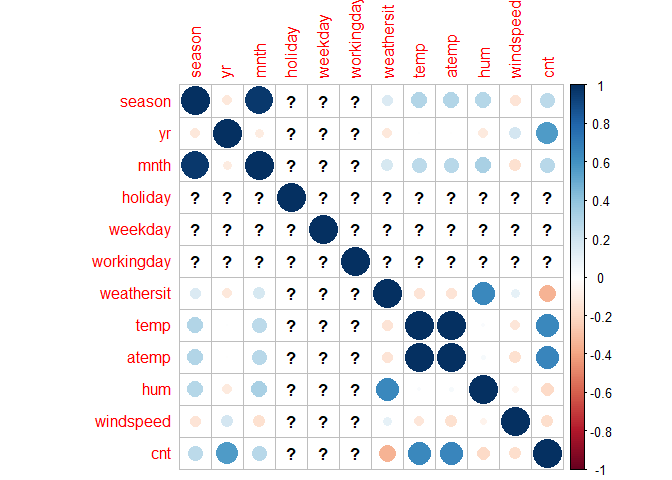 season yr mnth holiday weekday workingday weathersit temp atemp hum windspeed cnt
season ? ? ? 1
yr ? ? ? 0.8
mnth ? ? ? 0.6
holiday ? ? ? ? ? ? ? ? ? ? ? 0.4
weekday ? ? ? ? ? ? ? ? ? ? ? 0.2
workingday ? ? ? ? ? ? ? ? ? ? ? 0
weathersit ? ? ? -0.2
temp ? ? ? -0.4
atemp ? ? ? -0.6
hum ? ? ? -0.8
windspeed ? ? ? -1
cnt ? ? ?